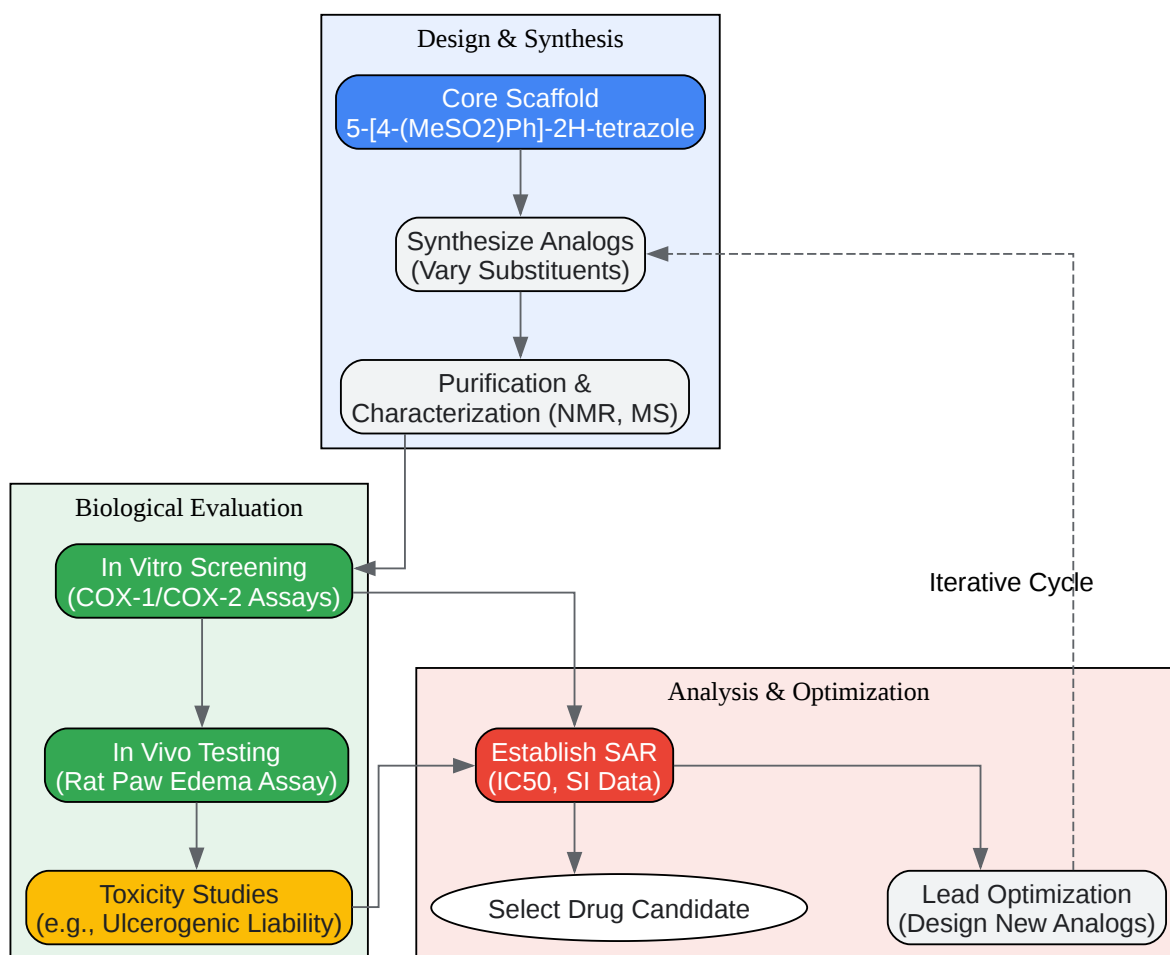 Design & Synthesis
Core Scaffold
5-[4-(MeSO2)Ph]-2H-tetrazole
Synthesize Analogs
(Vary Substituents)
Purification &
Characterization (NMR, MS)
Biological Evaluation
In Vitro Screening
(COX-1/COX-2 Assays)
Iterative Cycle
Analysis & Optimization
In Vivo Testing
(Rat Paw Edema Assay)
Establish SAR
(IC50, SI Data)
Toxicity Studies
(e.g., Ulcerogenic Liability)
Select Drug Candidate
Lead Optimization
(Design New Analogs)